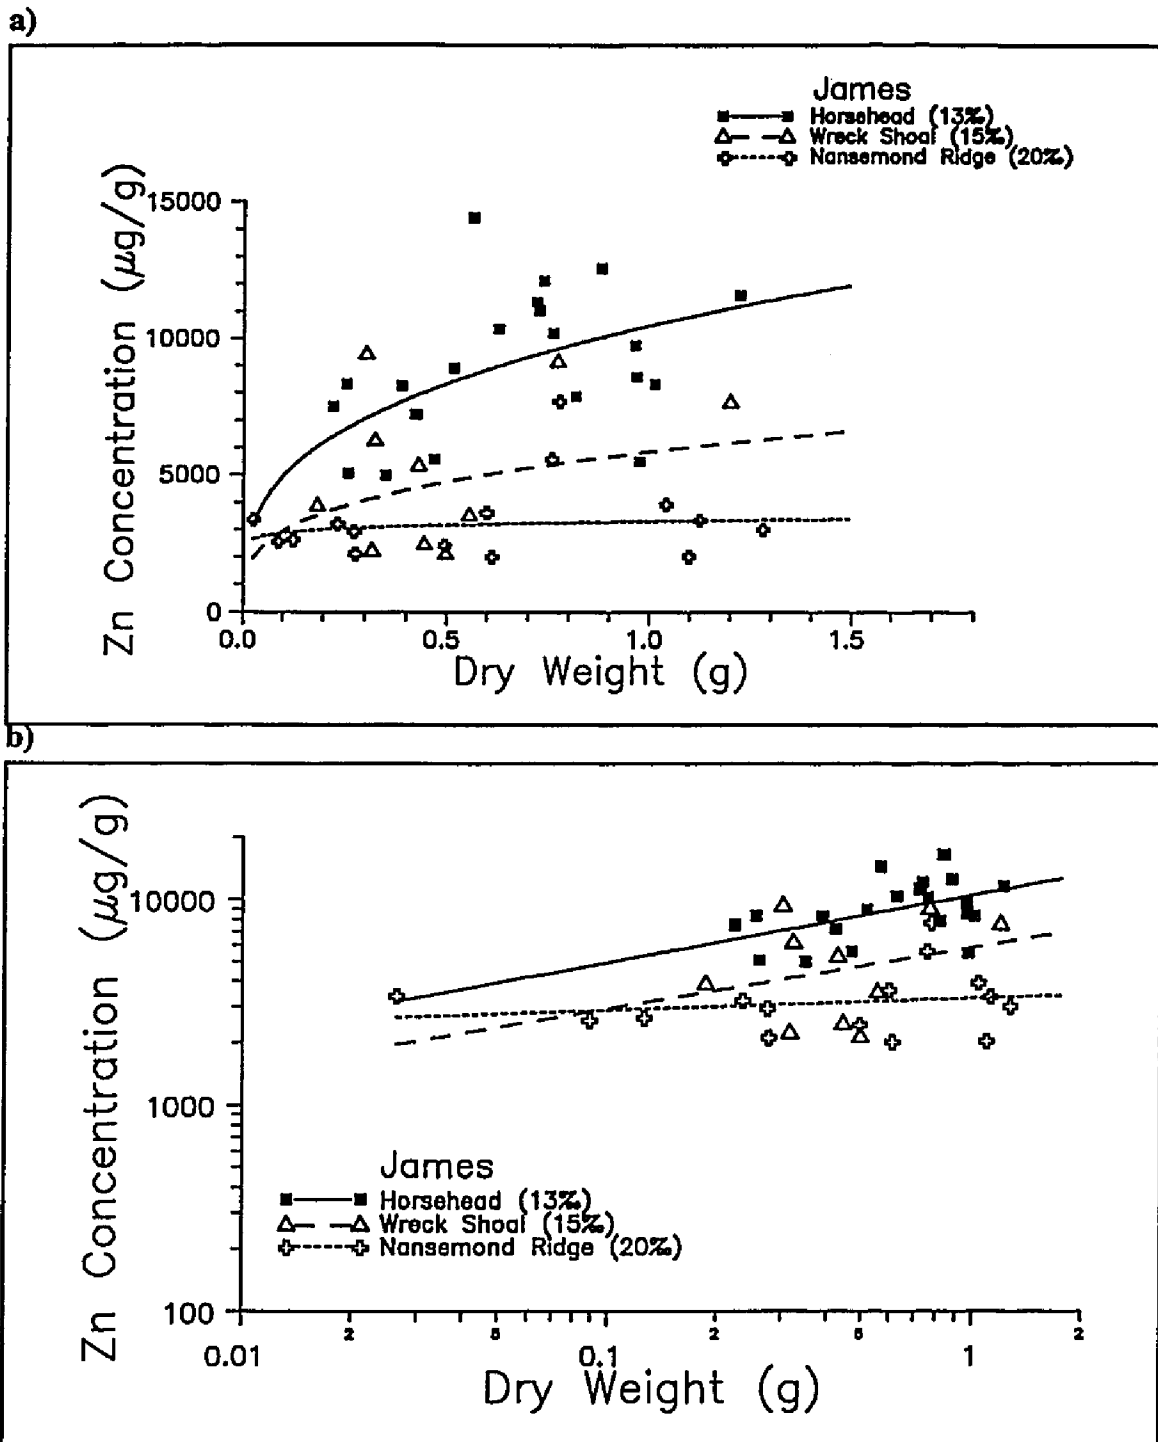 a)
James
Horsehead (13‰)
Wreck Shoal (15‰)
Nansemond Ridge (20‰)
Zn Concentration (μg/g)
15000
10000
5000
0
0.0 0.5 1.0 1.5
Dry Weight (g)
b)
Zn Concentration (μg/g)
10000
1000
100
James
Horsehead (13‰)
Wreck Shoal (15‰)
Nansemond Ridge (20‰)
2 5 2 5 2
0.01 0.1 1
Dry Weight (g)